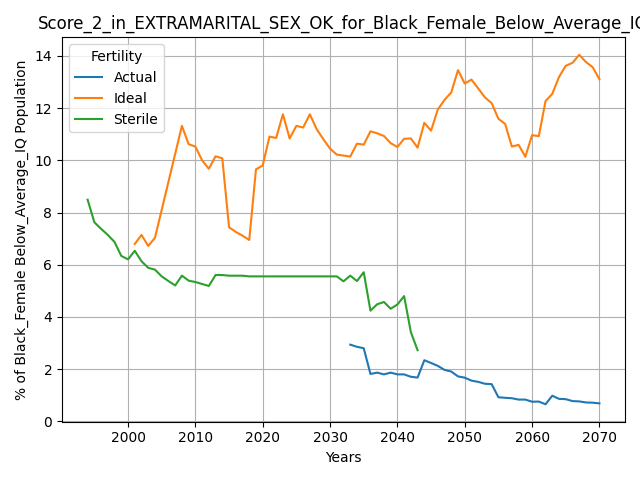 Score_2_in_EXTRAMARITAL_SEX_OK_for_Black_Female_Below_Average_IQ
Fertility
Actual
Ideal
Sterile
% of Black_Female Below_Average_IQ Population
14
12
10
8
6
4
2
0
2000 2010 2020 2030 2040 2050 2060 2070
Years